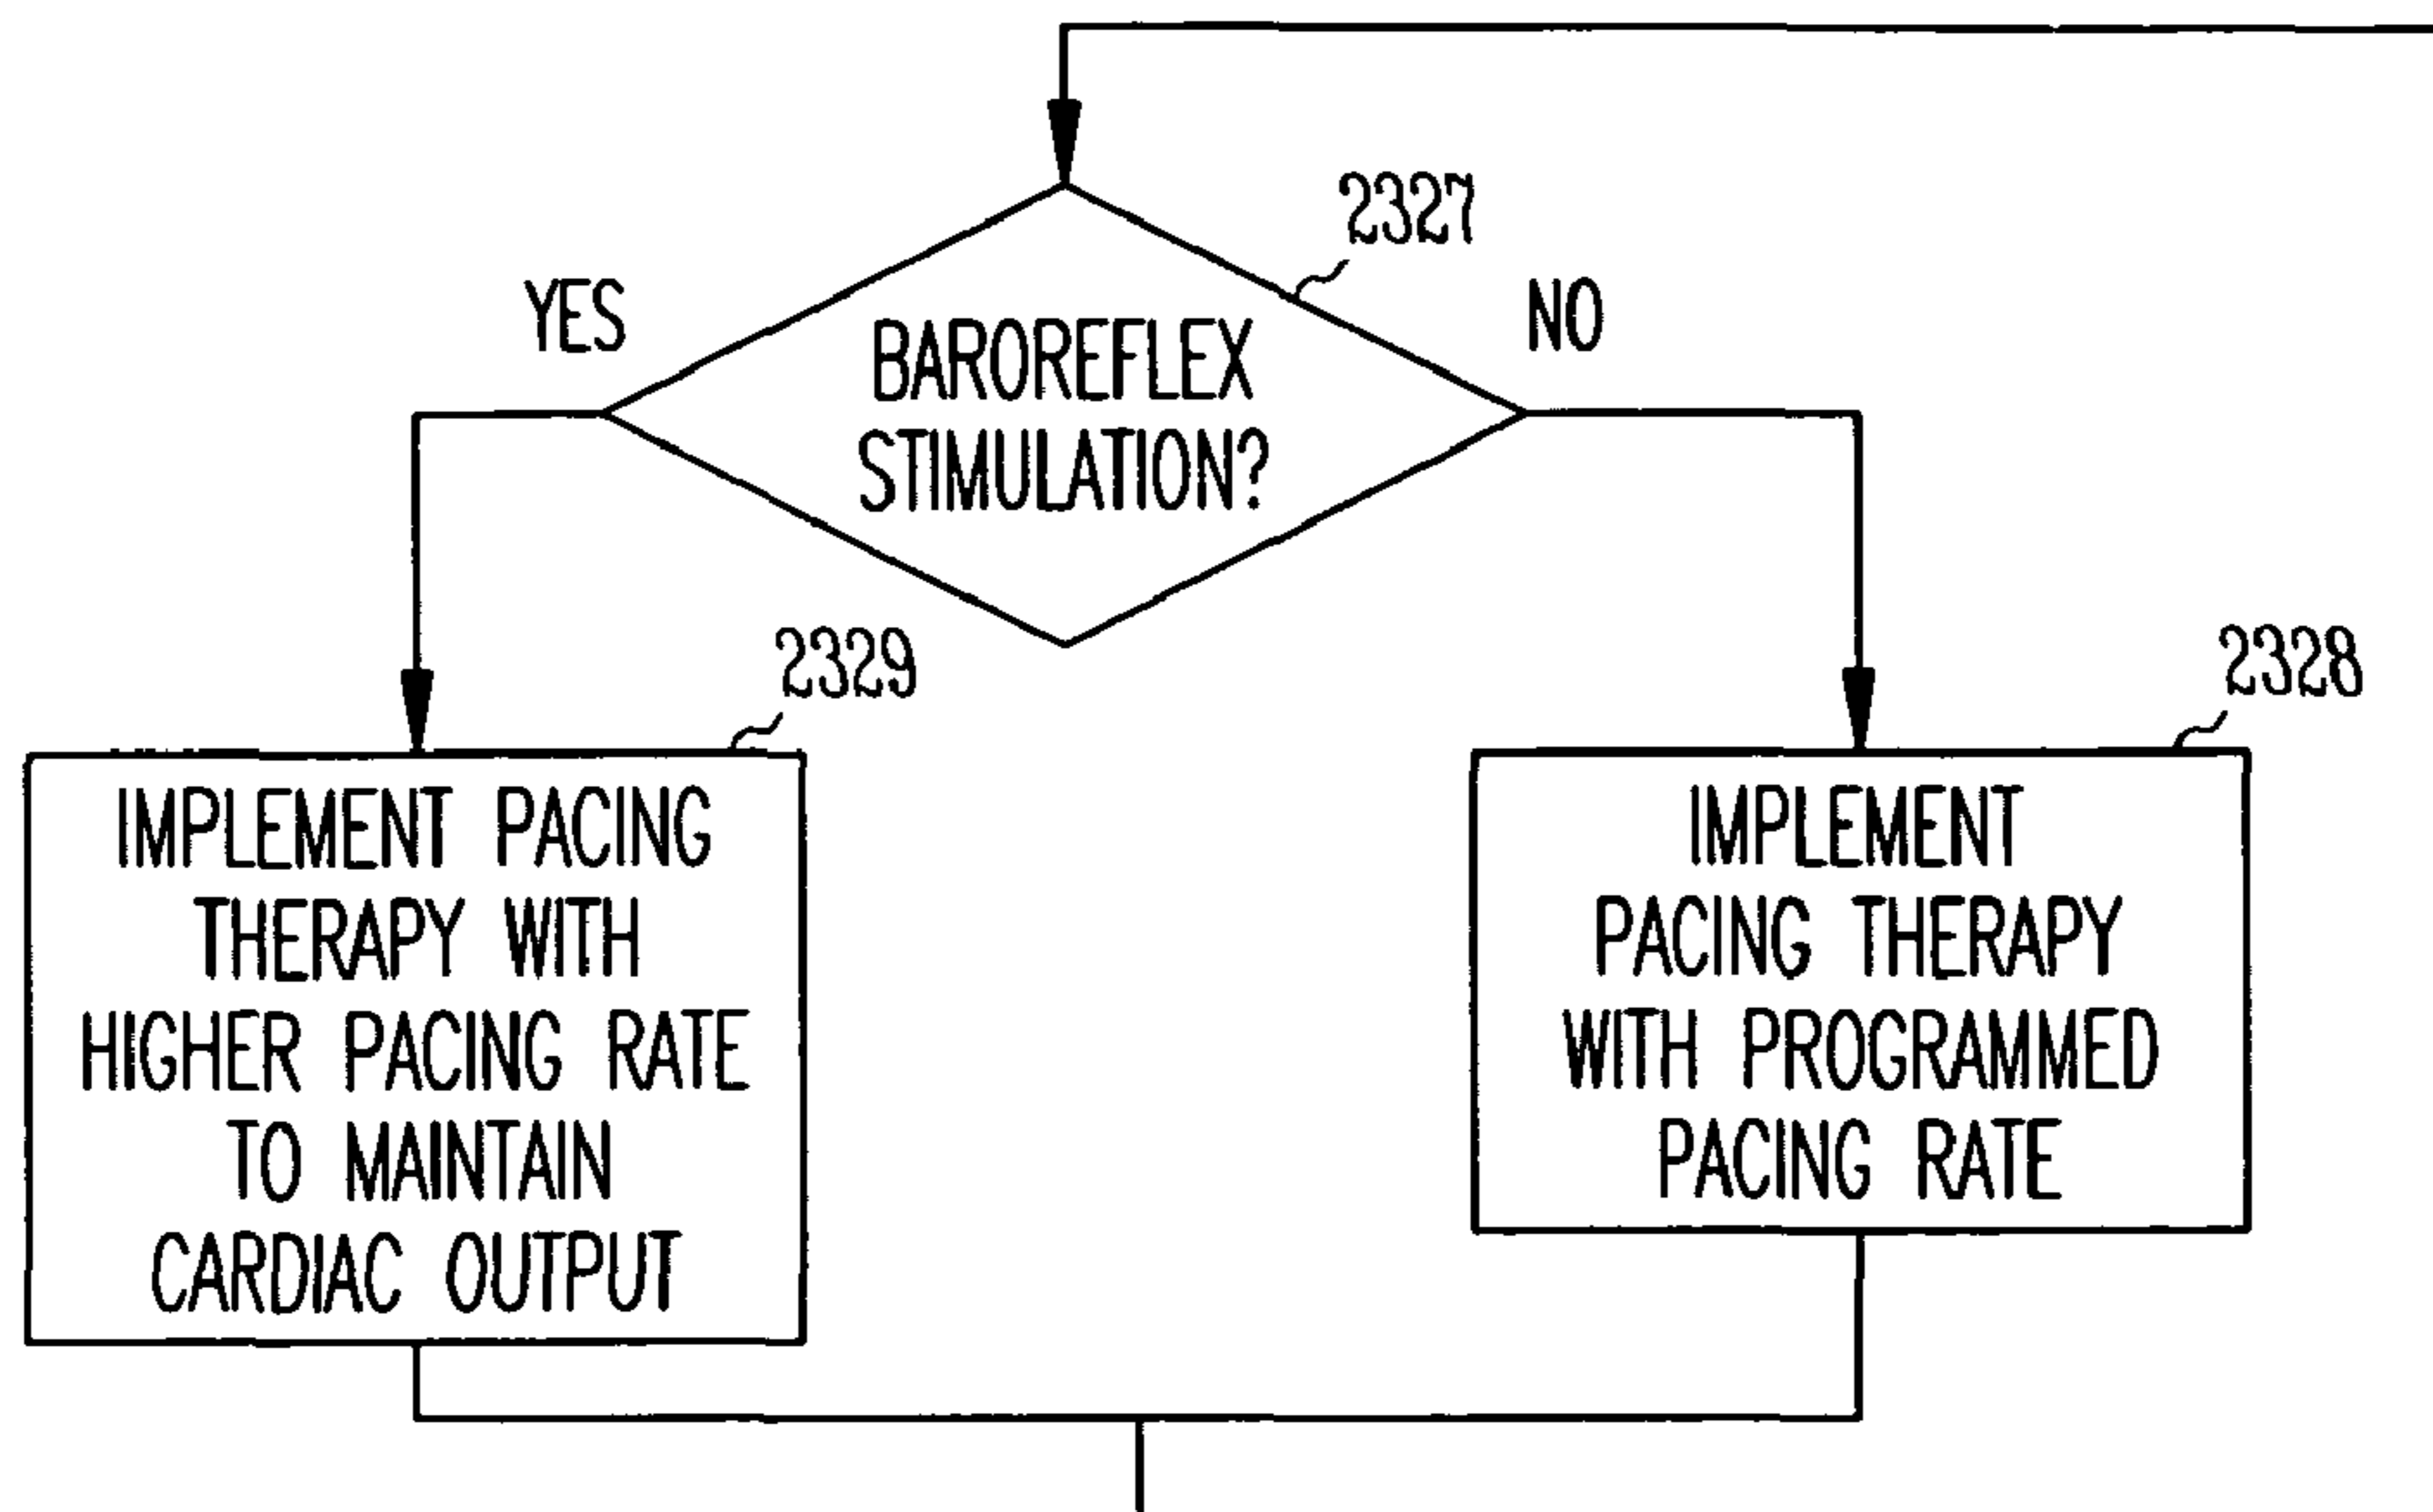 2327
YES
NO
BAROREFLEX
STIMULATION?
2329
2328
IMPLEMENT PACING
THERAPY WITH
HIGHER PACING RATE
TO MAINTAIN
CARDIAC OUTPUT
IMPLEMENT
PACING THERAPY
WITH PROGRAMMED
PACING RATE